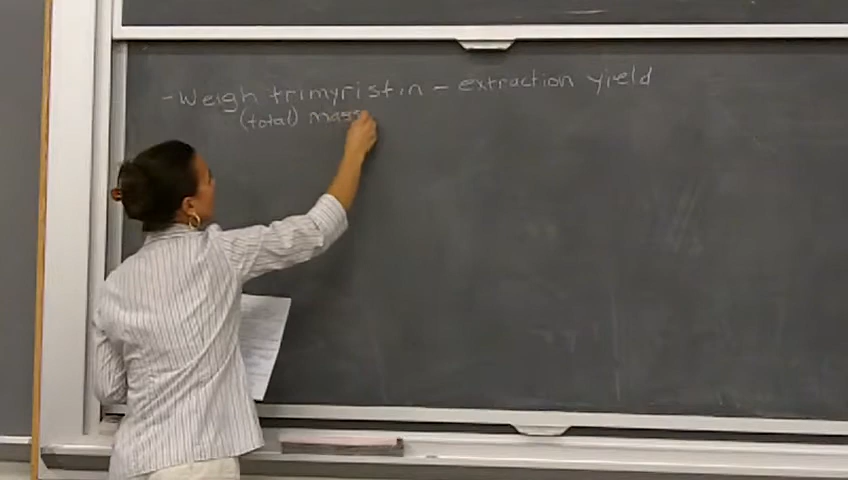 - Weigh trimyristin - extraction yield
(total) mass